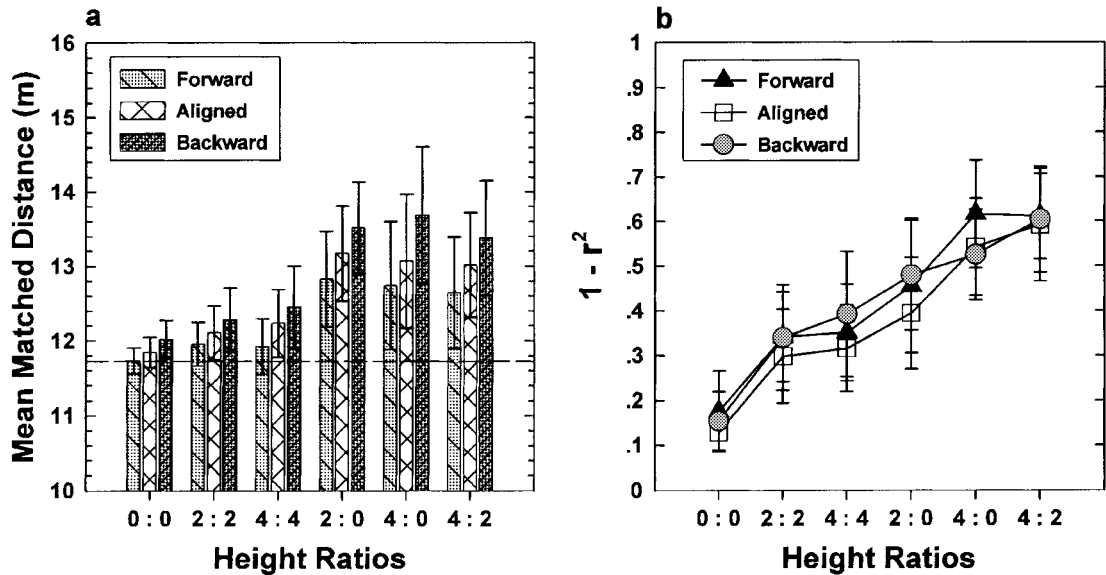 a
Mean Matched Distance (m)
16
15
14
13
12
11
10
Forward
Aligned
Backward
0 : 0
2 : 2
4 : 4
2 : 0
4 : 0
4 : 2
Height Ratios
b
1 - r²
1
.9
.8
.7
.6
.5
.4
.3
.2
.1
0
Forward
Aligned
Backward
0 : 0
2 : 2
4 : 4
2 : 0
4 : 0
4 : 2
Height Ratios